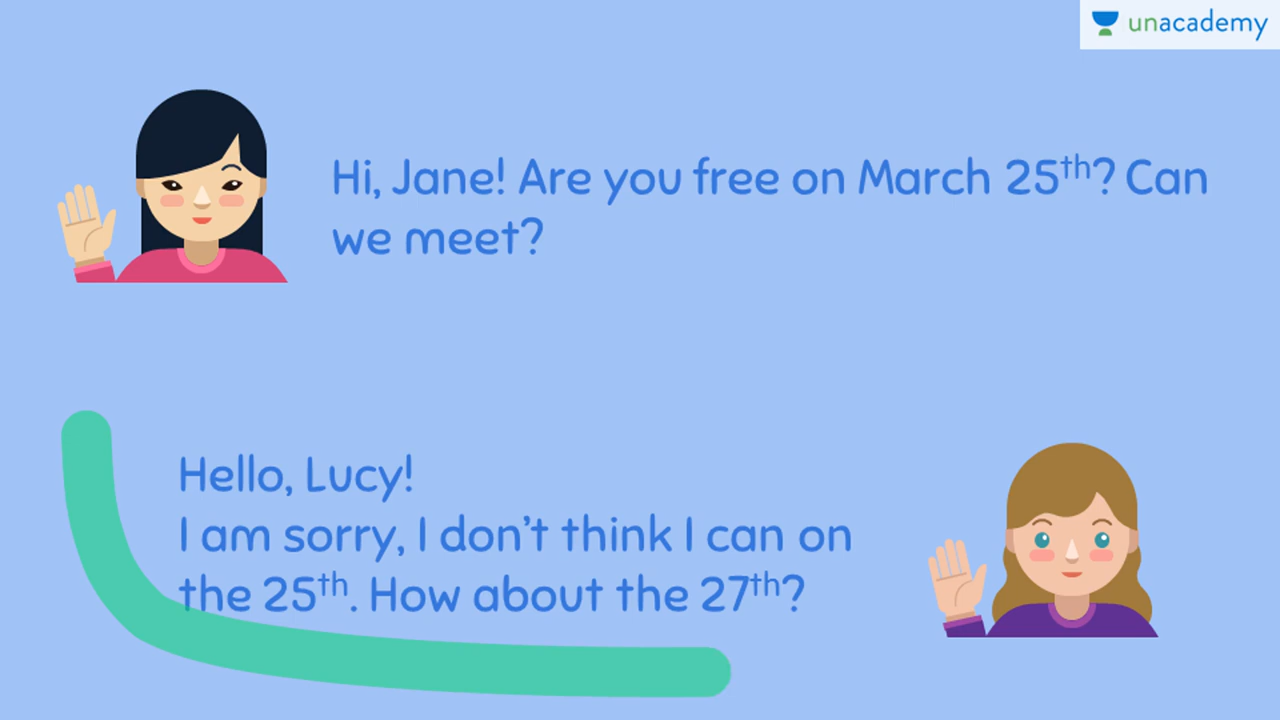 unacademy
Hi, Jane! Are you free on March 25th? Can
we meet?
Hello, Lucy!
I am sorry, I don't think I can on
the 25th. How about the 27th?